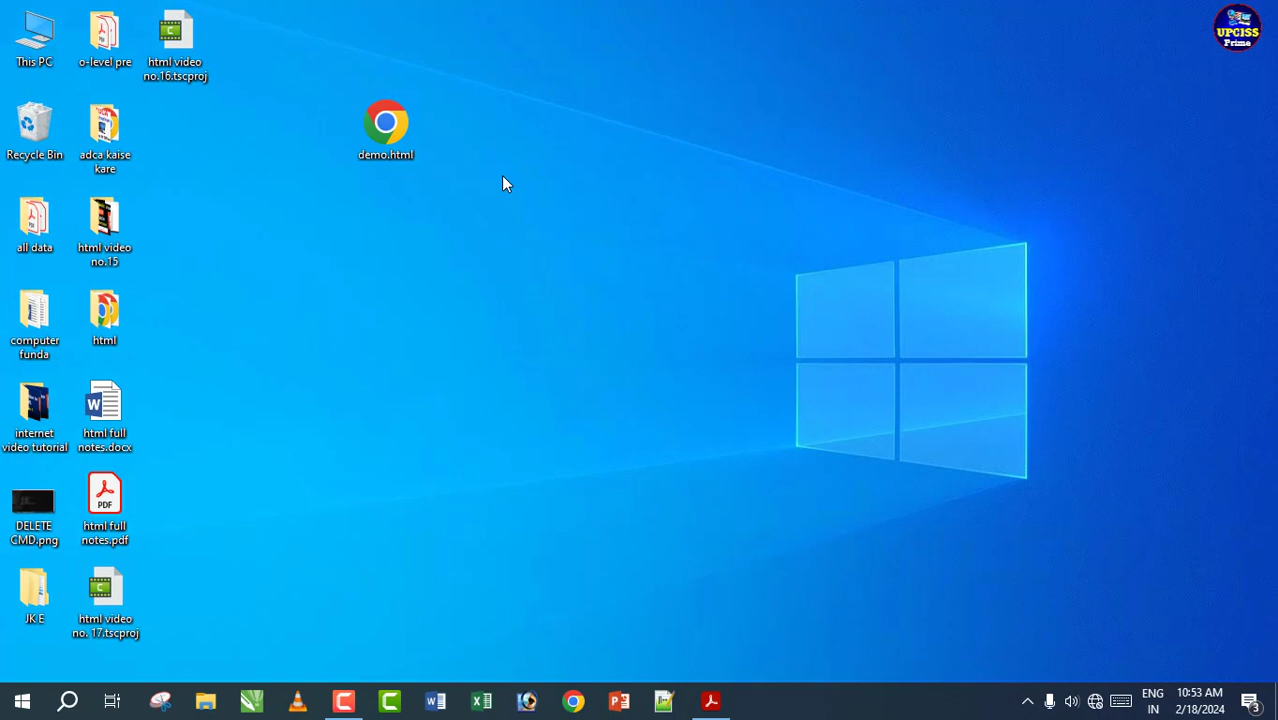 This PC
o-level pre
html video
no.16.tscproj
UPCISS
Prime
demo.html
Recycle Bin
adca kaise
kare
all data
html video
no.15
computer
funda
html
internet
video tutorial
html full
notes.docx
PDF
DELETE
CMD.png
html full
notes.pdf
JK E
html video
no. 17.tscproj
ENG
IN
10:53 AM
2/18/2024
3